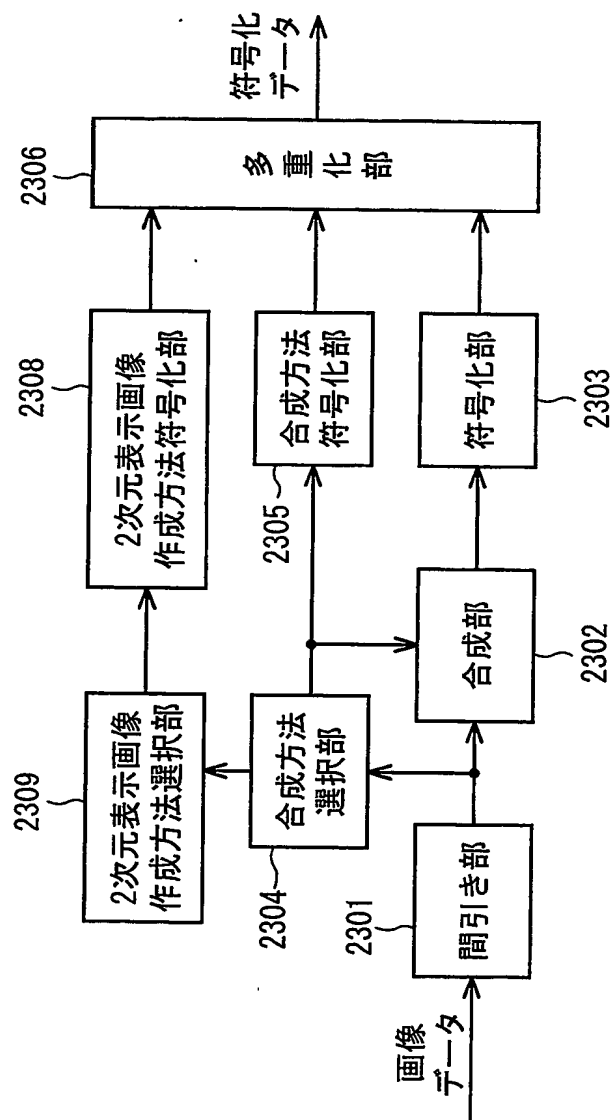 画像
データ
間引き部
2301
合成部
2302
符号化部
2303
合成方法
選択部
2304
合成方法
符号化部
2305
2次元表示画像
作成方法選択部
2309
2次元表示画像
作成方法符号化部
2308
多重化部
2306
符号化
データ